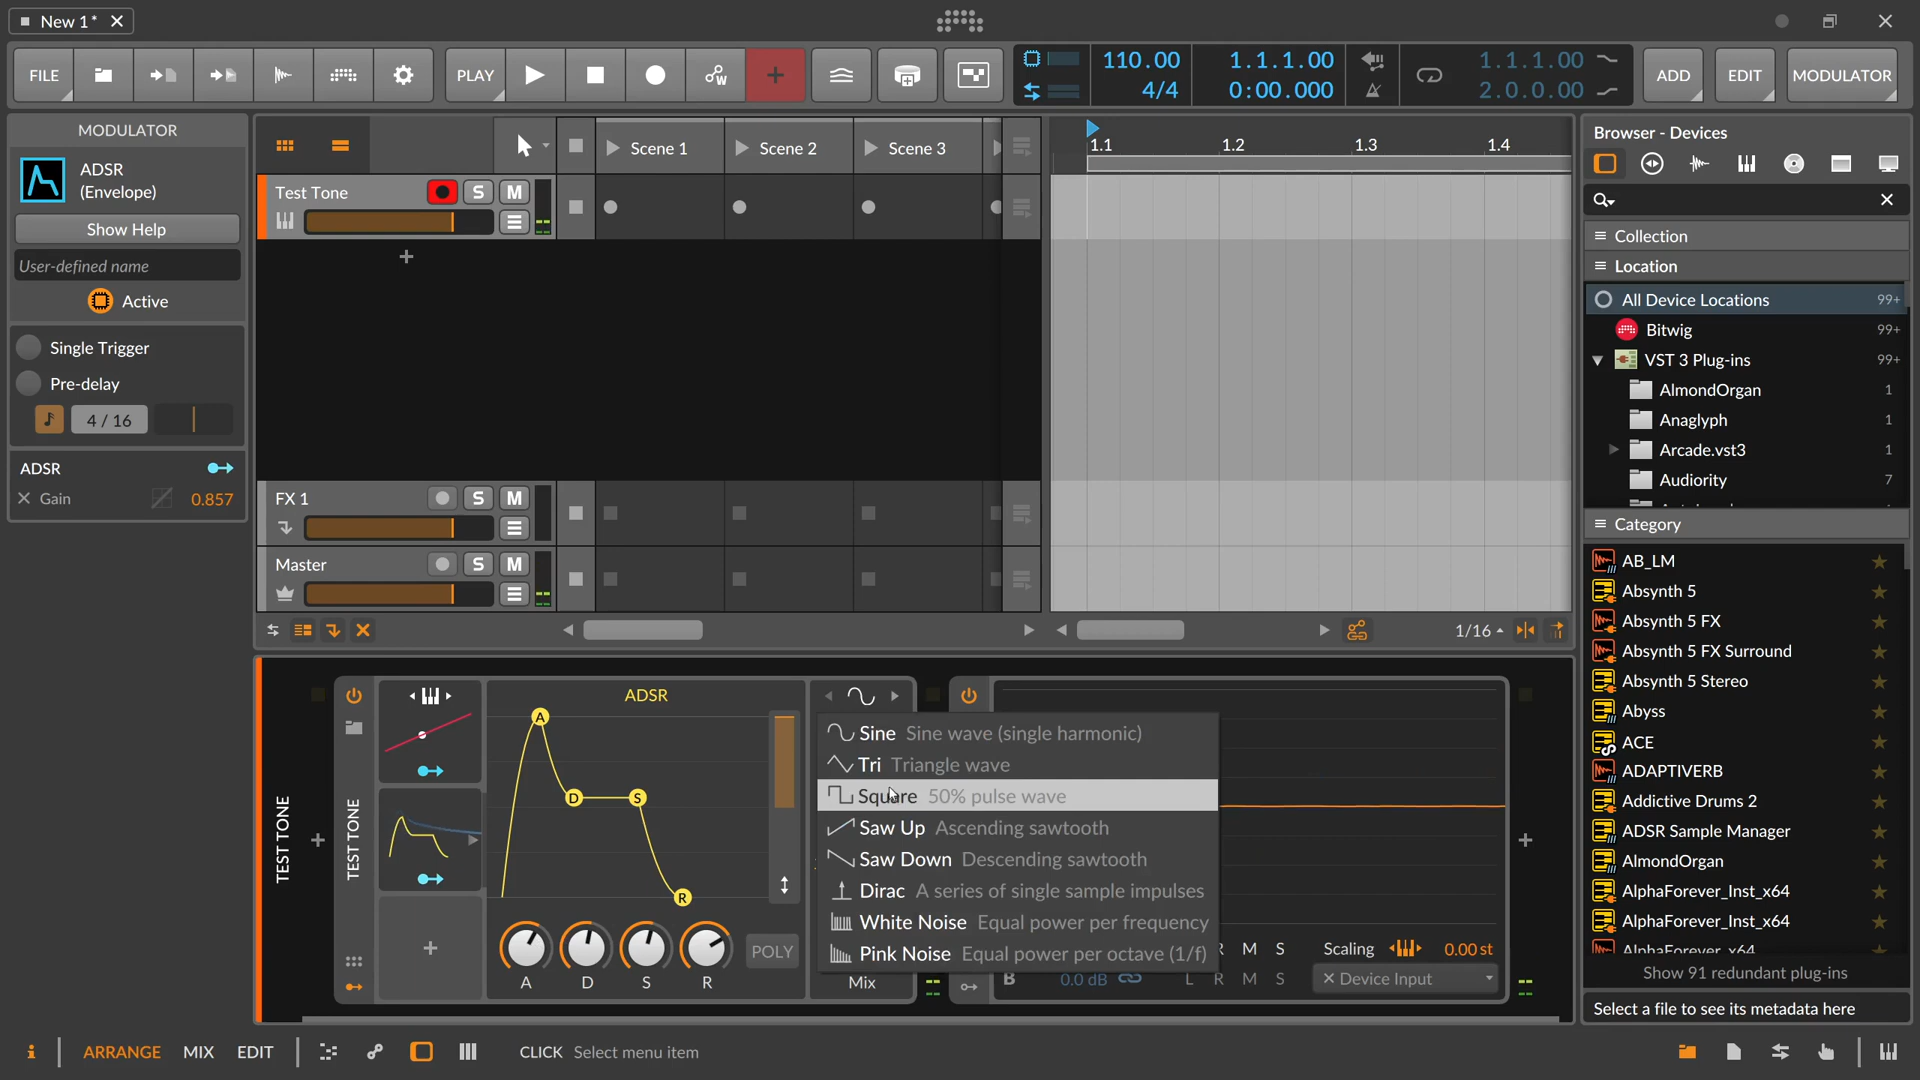 New 1*
FILE
PLAY
110.00
4/4
1.1.1.00
0:00.000
1.1.1.00
2.0.0.00
ADD
EDIT
MODULATOR
MODULATOR
ADSR
(Envelope)
Show Help
User-defined name
Active
Single Trigger
Pre-delay
4 / 16
ADSR
Gain
0.857
Scene 1
Scene 2
Scene 3
1.1
1.2
1.3
1.4
Test Tone
S
M
FX 1
S
M
Master
S
M
1/16
Browser - Devices
Collection
Location
All Device Locations 99+
Bitwig 99+
VST 3 Plug-ins 99+
AlmondOrgan 1
Anaglyph 1
Arcade.vst3 1
Audiority 7
Category
AB_LM
Absynth 5
Absynth 5 FX
Absynth 5 FX Surround
Absynth 5 Stereo
Abyss
ACE
ADAPTIVERB
Addictive Drums 2
ADSR Sample Manager
AlmondOrgan
AlphaForever_Inst_x64
AlphaForever_Inst_x64
AlphaForever_x64
Show 91 redundant plug-ins
Select a file to see its metadata here
TEST TONE
TEST TONE
ADSR
A
D
S
R
A
D
S
R
POLY
Sine Sine wave (single harmonic)
Tri Triangle wave
Square 50% pulse wave
Saw Up Ascending sawtooth
Saw Down Descending sawtooth
Dirac A series of single sample impulses
White Noise Equal power per frequency
Pink Noise Equal power per octave (1/f)
Mix
R M S
Scaling
0.00 st
B
0.0 dB
L R M S
Device Input
ARRANGE
MIX
EDIT
CLICK Select menu item